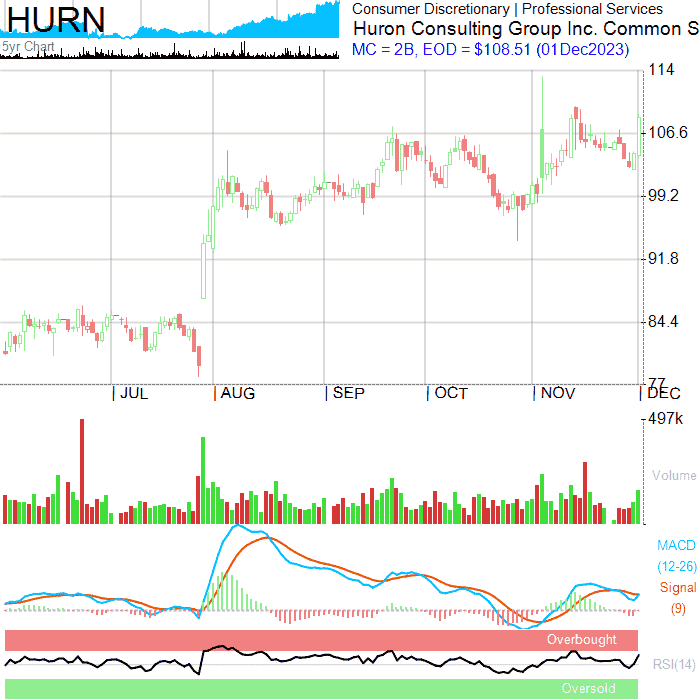 HURN
5yr Chart
Consumer Discretionary | Professional Services
Huron Consulting Group Inc. Common S
MC = 2B, EOD = $108.51 (01Dec2023)
114
106.6
99.2
91.8
84.4
77
JUL AUG SEP OCT NOV DEC
497k
Volume
MACD
(12-26)
Signal
(9)
Overbought
RSI(14)
Oversold